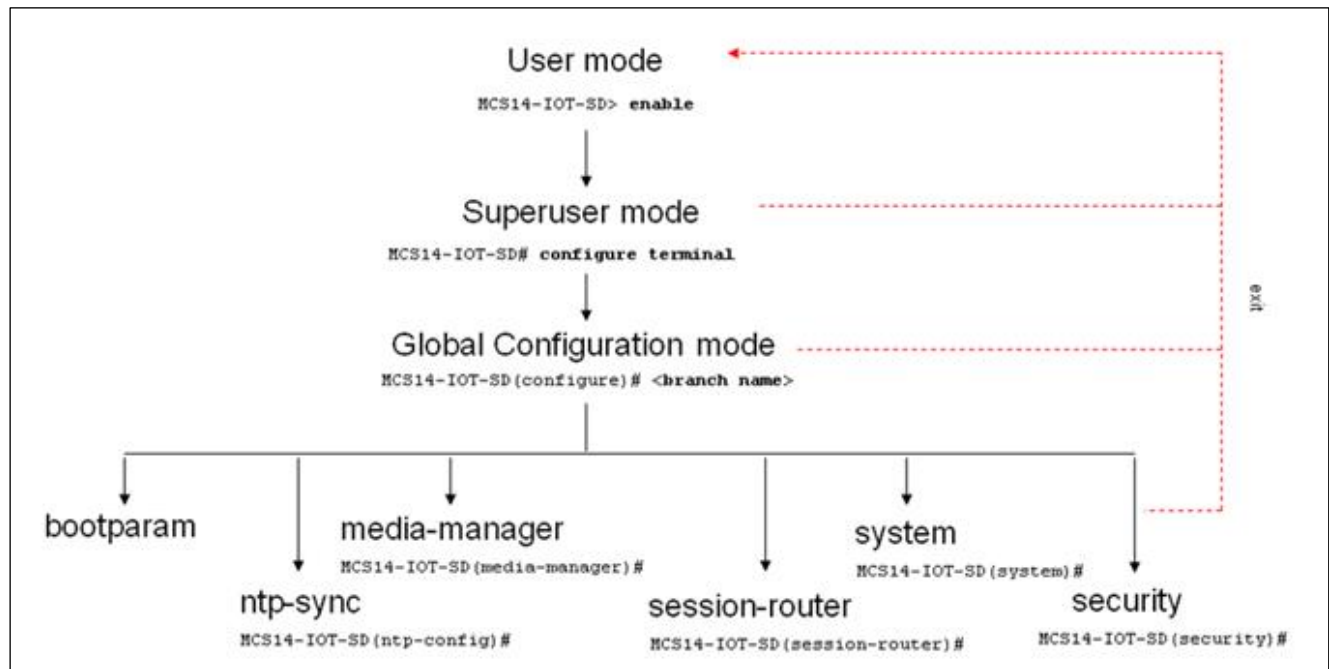 User mode
MCS14-IOT-SD> enable
Superuser mode
MCS14-IOT-SD# configure terminal
exit
Global Configuration mode
MCS14-IOT-SD(configure)# <branch name>
bootparam
media-manager
MCS14-IOT-SD(media-manager)#
system
MCS14-IOT-SD(system)#
ntp-sync
MCS14-IOT-SD(ntp-config)#
session-router
MCS14-IOT-SD(session-router)#
security
MCS14-IOT-SD(security)#